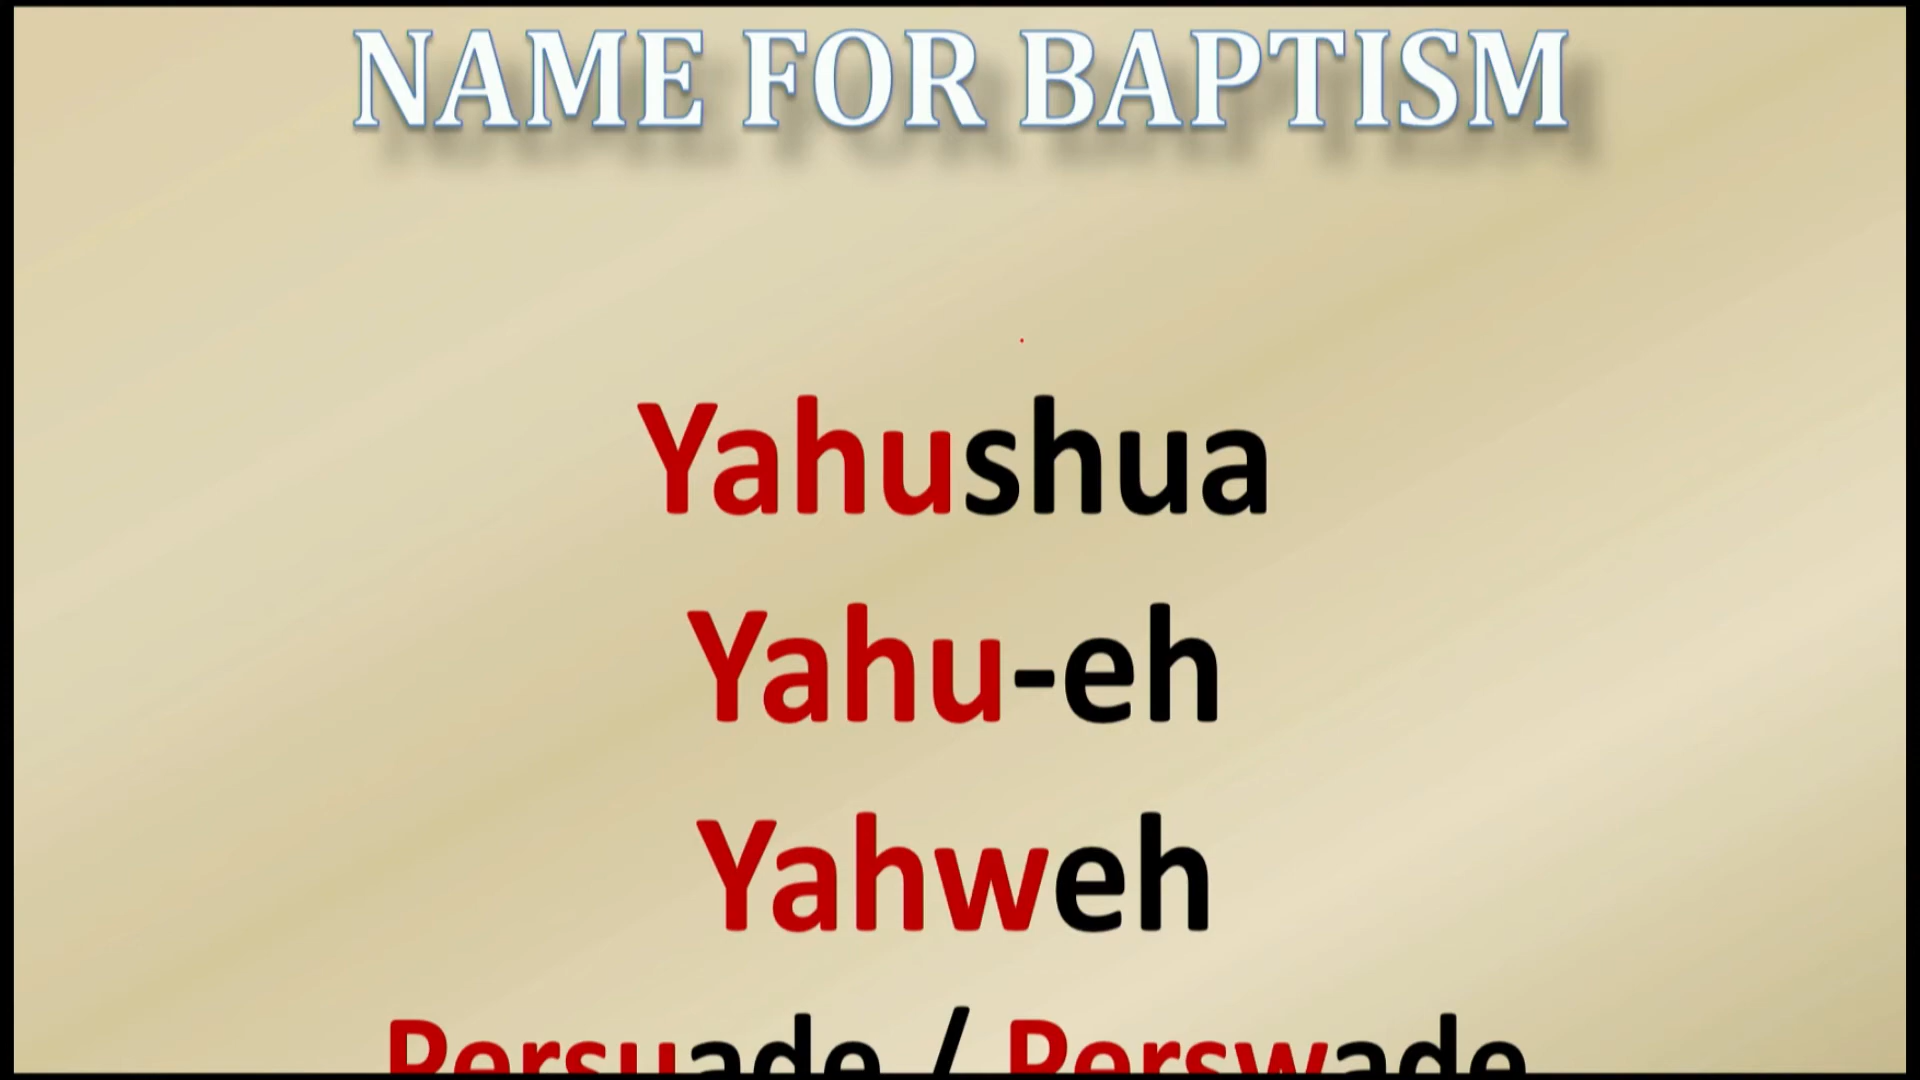 NAME FOR BAPTISM
Yahushua
Yahu-eh
Yahweh
Persuade / Perswade